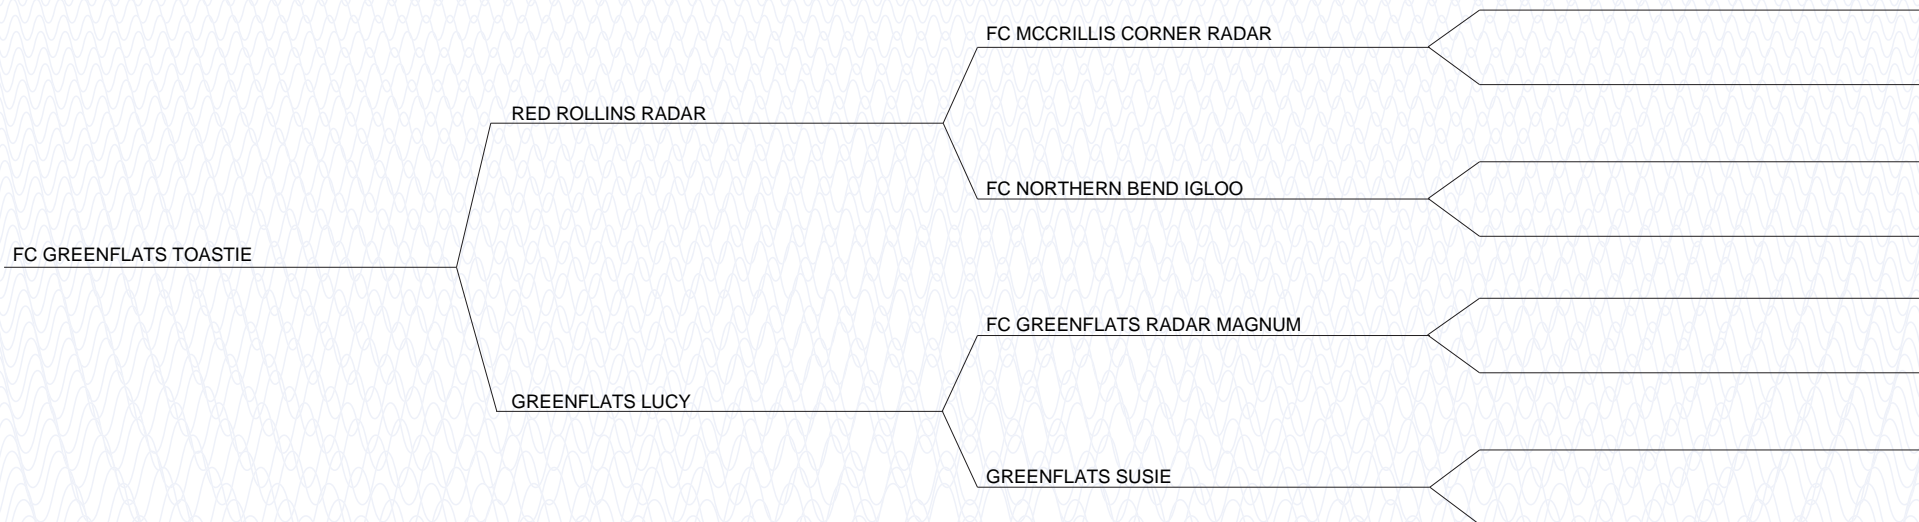 FC MCCRILLIS CORNER RADAR
RED ROLLINS RADAR
FC NORTHERN BEND IGLOO
FC GREENFLATS TOASTIE
FC GREENFLATS RADAR MAGNUM
GREENFLATS LUCY
GREENFLATS SUSIE